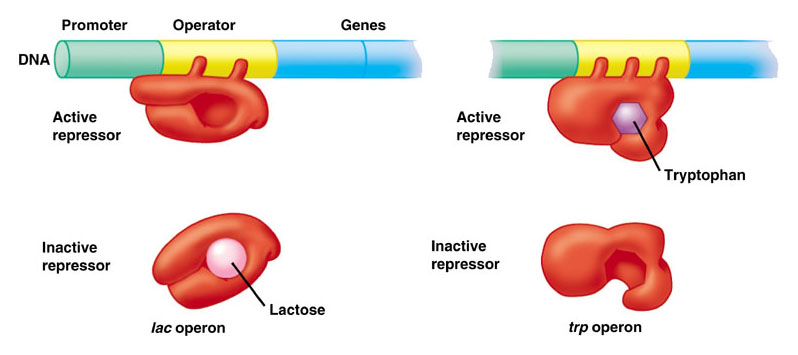 Promoter
Operator
Genes
DNA
Active
repressor
Active
repressor
Tryptophan
Inactive
repressor
Lactose
lac operon
Inactive
repressor
trp operon